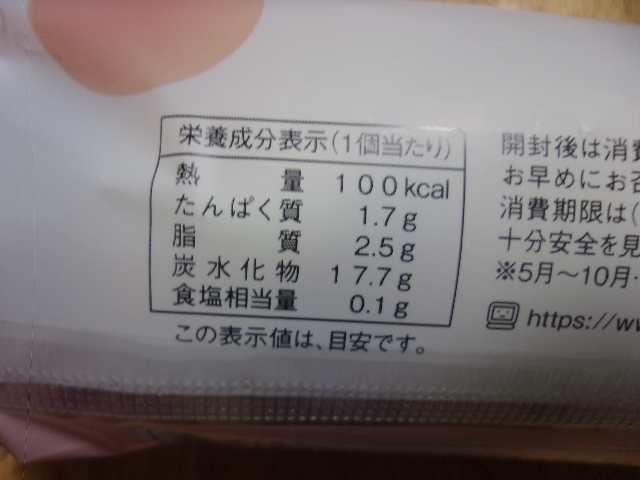 栄養成分表示(1個当たり)
熱量 100kcal
たんぱく質 1.7g
脂質 2.5g
炭水化物 17.7g
食塩相当量 0.1g
この表示値は、目安です。
開封後は消費
お早めにお召
消費期限は(
十分安全を見
※5月~10月・
https://ww